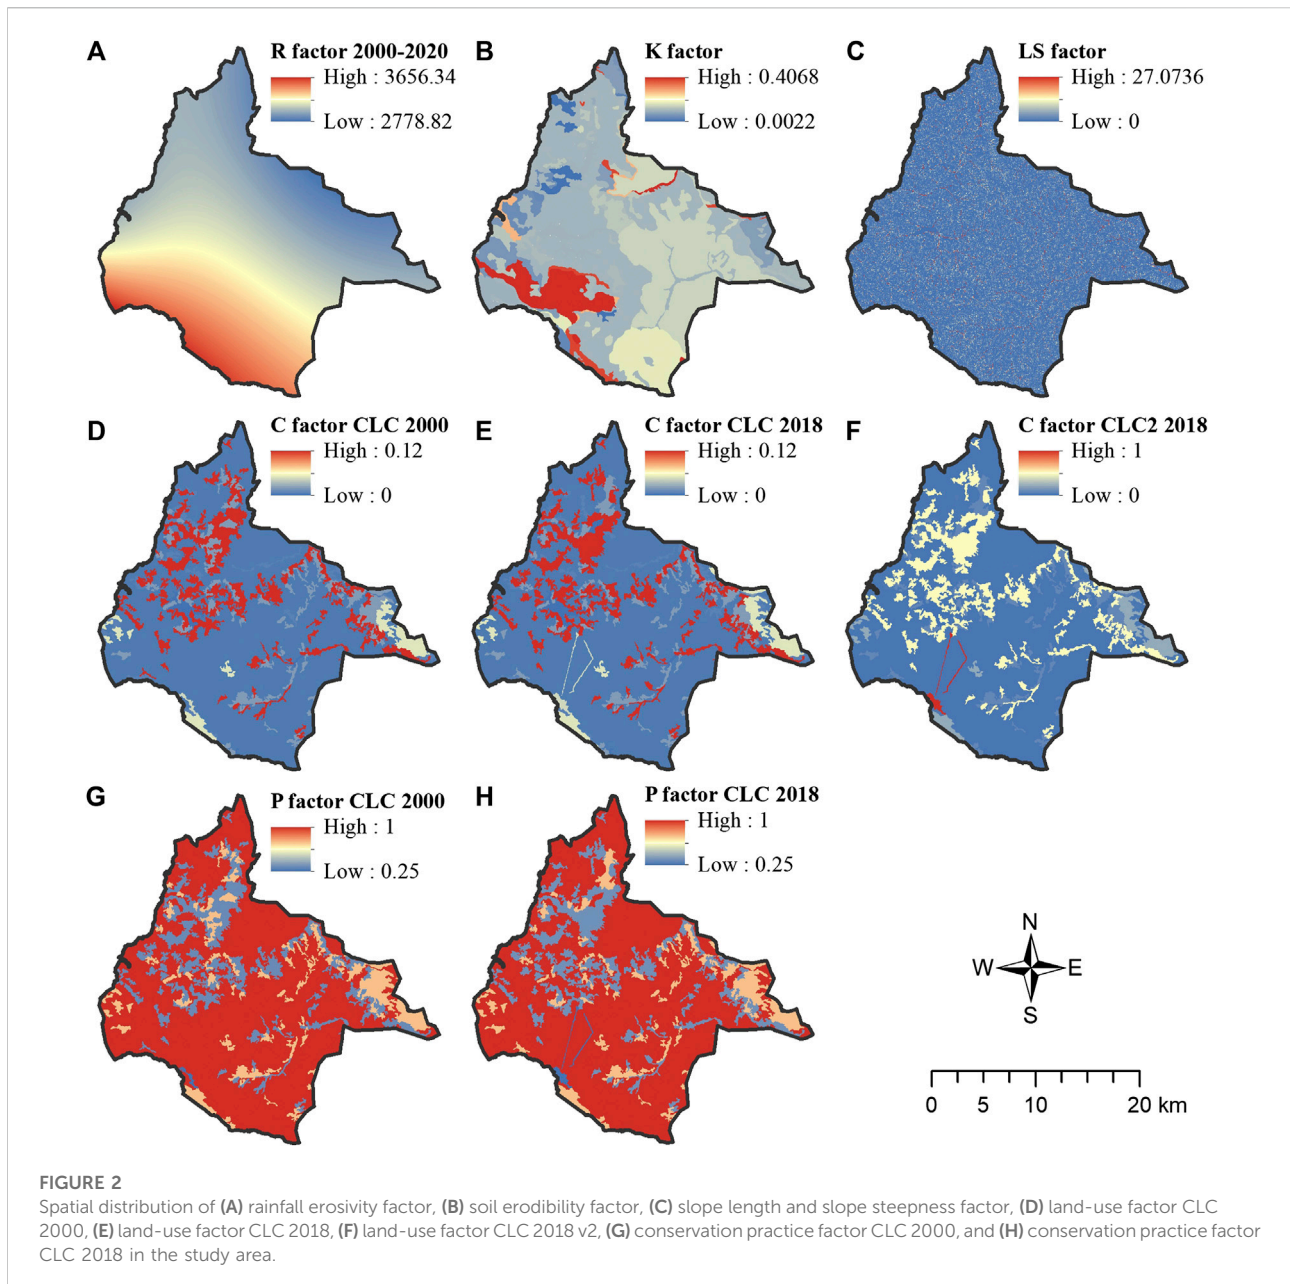 A
R factor 2000-2020
High : 3656.34
Low : 2778.82
B
K factor
High : 0.4068
Low : 0.0022
C
LS factor
High : 27.0736
Low : 0
D
C factor CLC 2000
High : 0.12
Low : 0
E
C factor CLC 2018
High : 0.12
Low : 0
F
C factor CLC2 2018
High : 1
Low : 0
G
P factor CLC 2000
High : 1
Low : 0.25
H
P factor CLC 2018
High : 1
Low : 0.25
N
W E
S
0 5 10 20 km
FIGURE 2
Spatial distribution of (A) rainfall erosivity factor, (B) soil erodibility factor, (C) slope length and slope steepness factor, (D) land-use factor CLC
2000, (E) land-use factor CLC 2018, (F) land-use factor CLC 2018 v2, (G) conservation practice factor CLC 2000, and (H) conservation practice factor
CLC 2018 in the study area.